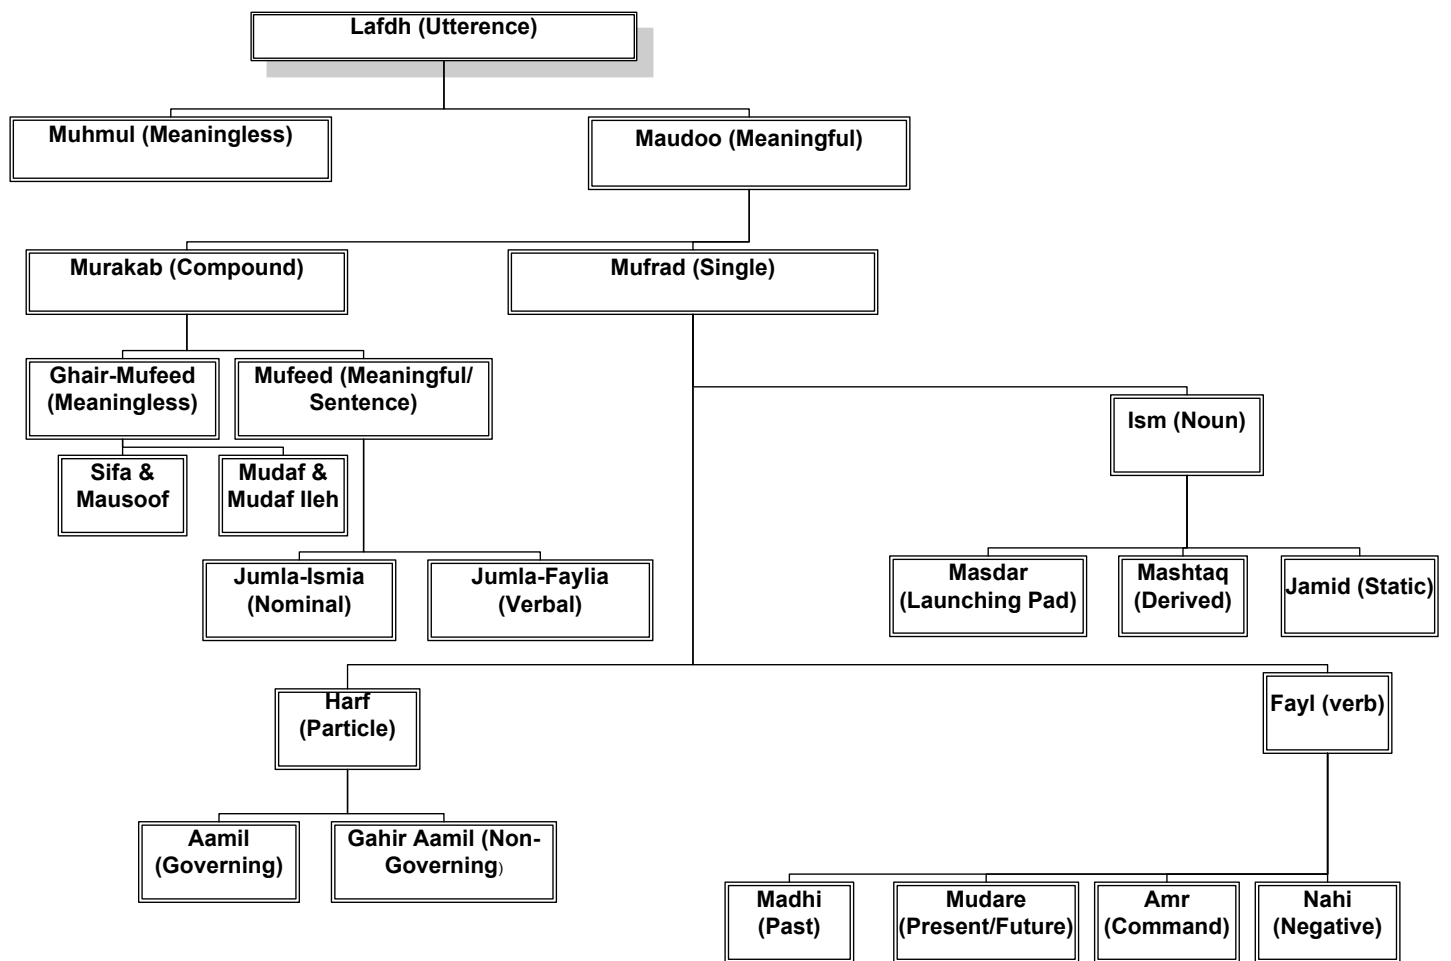 Lafdh (Utterence)
Muhmul (Meaningless)
Maudoo (Meaningful)
Murakab (Compound)
Mufrad (Single)
Ghair-Mufeed
(Meaningless)
Mufeed (Meaningful/
Sentence)
Ism (Noun)
Sifa &
Mausoof
Mudaf &
Mudaf Ileh
Jumla-Ismia
(Nominal)
Jumla-Faylia
(Verbal)
Masdar
(Launching Pad)
Mashtaq
(Derived)
Jamid (Static)
Harf
(Particle)
Fayl (verb)
Aamil
(Governing)
Gahir Aamil (Non-
Governing)
Madhi
(Past)
Mudare
(Present/Future)
Amr
(Command)
Nahi
(Negative)